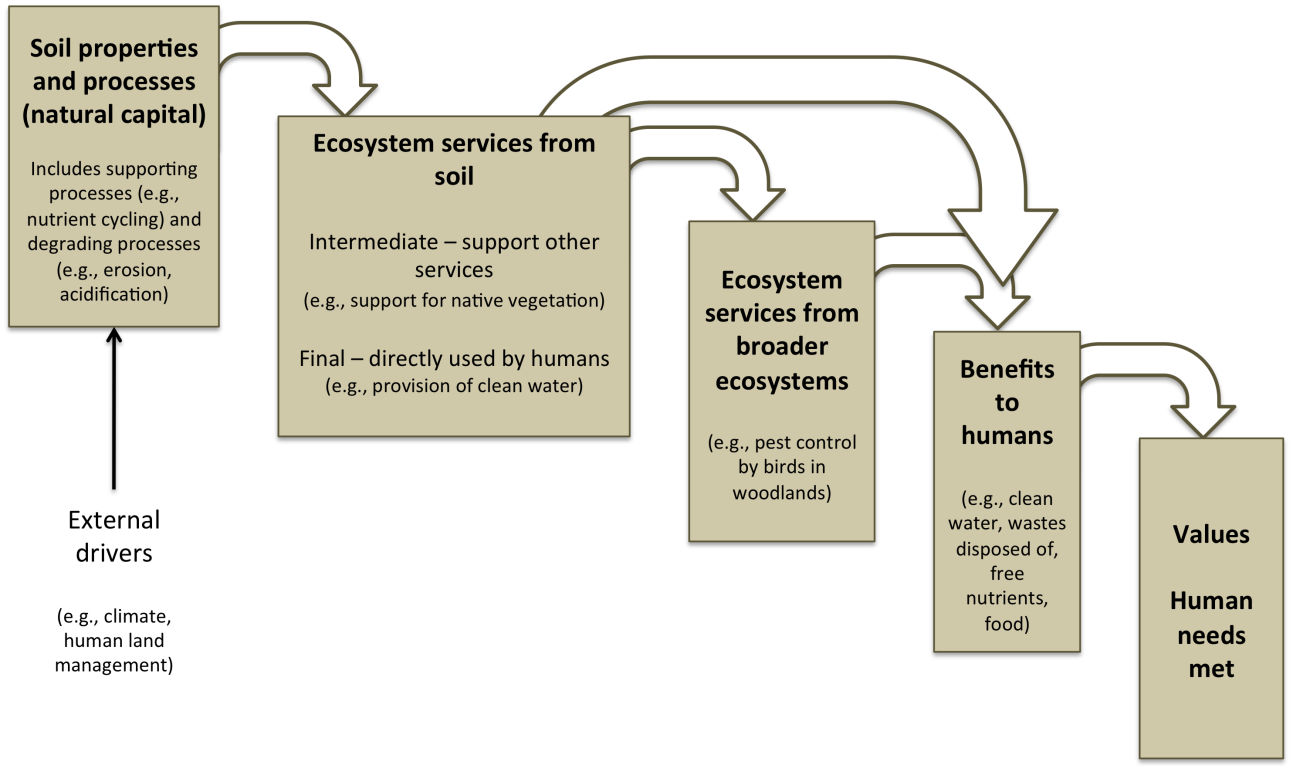 Soil properties
and processes
(natural capital)
Includes supporting
processes (e.g.,
nutrient cycling) and
degrading processes
(e.g., erosion,
acidification)
External
drivers
(e.g., climate,
human land
management)
Ecosystem services from
soil
Intermediate – support other
services
(e.g., support for native vegetation)
Final – directly used by humans
(e.g., provision of clean water)
Ecosystem
services from
broader
ecosystems
(e.g., pest control
by birds in
woodlands)
Benefits
to
humans
(e.g., clean
water, wastes
disposed of,
free
nutrients,
food)
Values
Human
needs
met